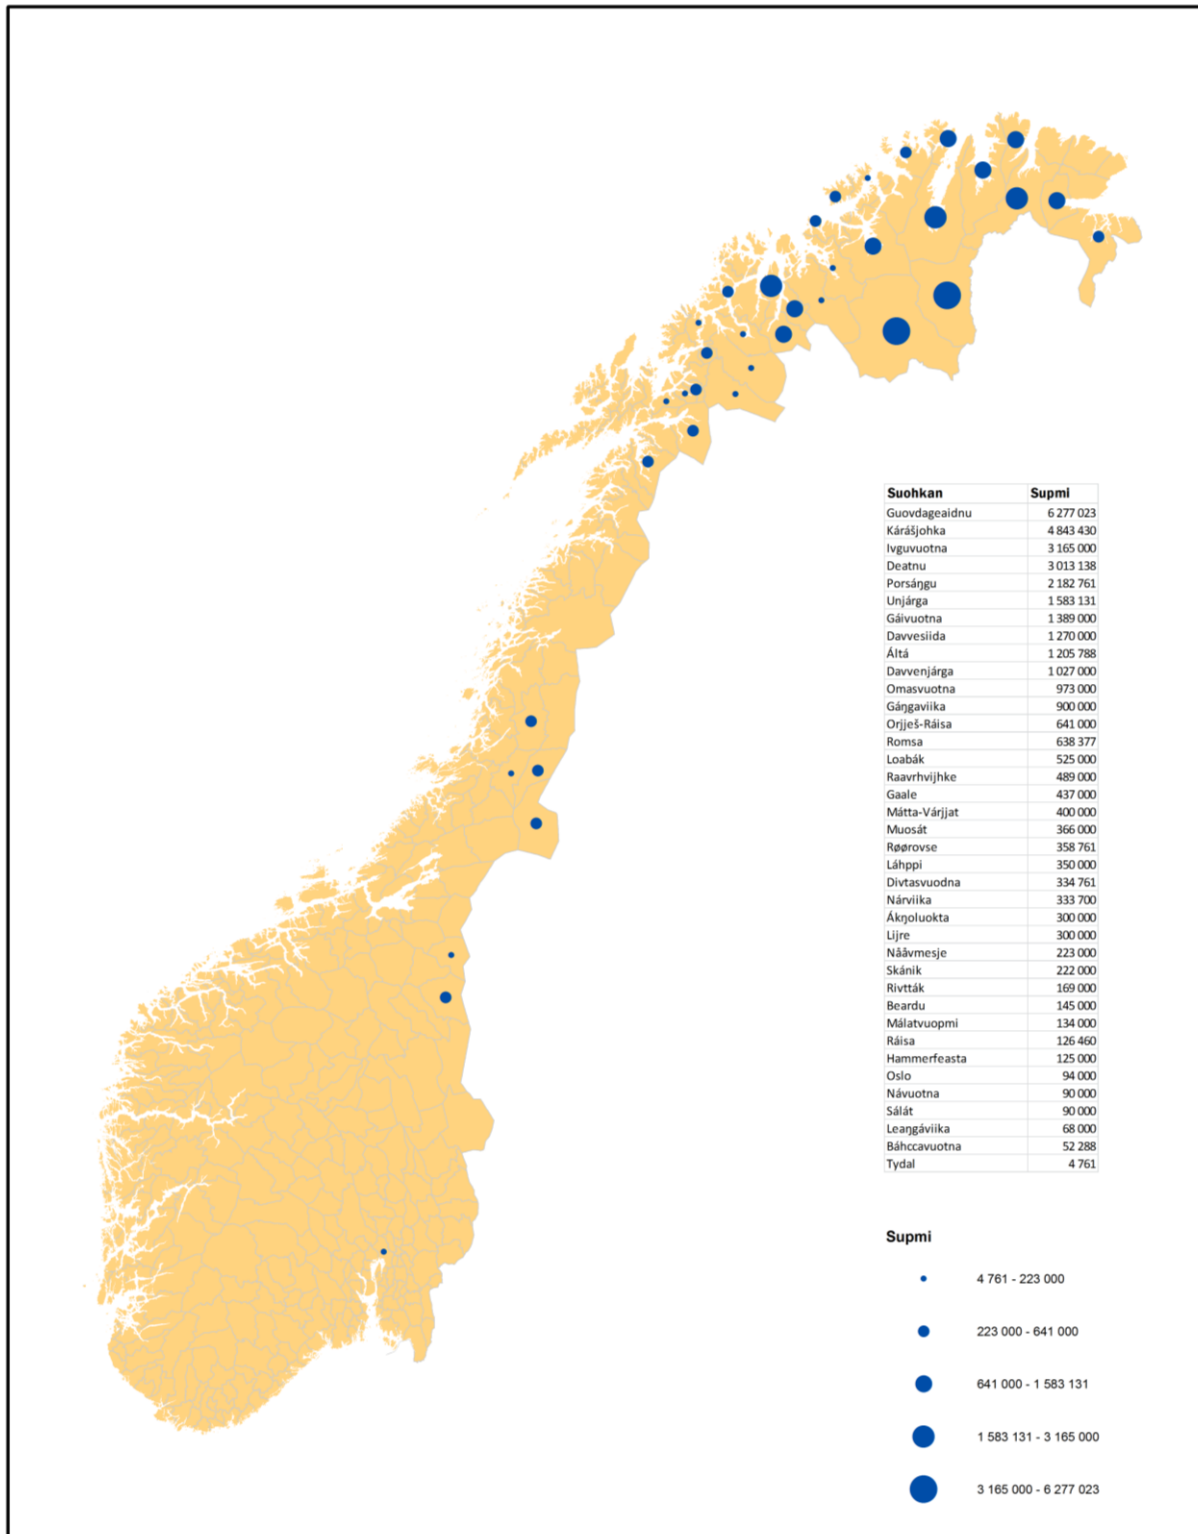 Suohkan Supmi
Guovdageaidnu 6 277 023
Kárášjohka 4 843 430
Ivguvuotna 3 165 000
Deatnu 3 013 138
Porsáŋgu 2 182 761
Unjárga 1 583 131
Gáivuotna 1 389 000
Davvesiida 1 270 000
Áltá 1 205 788
Davvenjárga 1 027 000
Omasvuotna 973 000
Gáŋgaviika 900 000
Orjješ-Ráisa 641 000
Romsa 638 377
Loabák 525 000
Raavrhvijhke 489 000
Gaale 437 000
Mátta-Várjjat 400 000
Muosát 366 000
Røørovse 358 761
Láhppi 350 000
Divtasvuodna 334 761
Nárviika 333 700
Ákŋoluokta 300 000
Lijre 300 000
Nååvmesje 223 000
Skánik 222 000
Rivtták 169 000
Beardu 145 000
Málatvuopmi 134 000
Ráisa 126 460
Hammerfeasta 125 000
Oslo 94 000
Návuotna 90 000
Sálát 90 000
Leaŋgáviika 68 000
Báhccavuotna 52 288
Tydal 4 761
Supmi
4 761 - 223 000
223 000 - 641 000
641 000 - 1 583 131
1 583 131 - 3 165 000
3 165 000 - 6 277 023